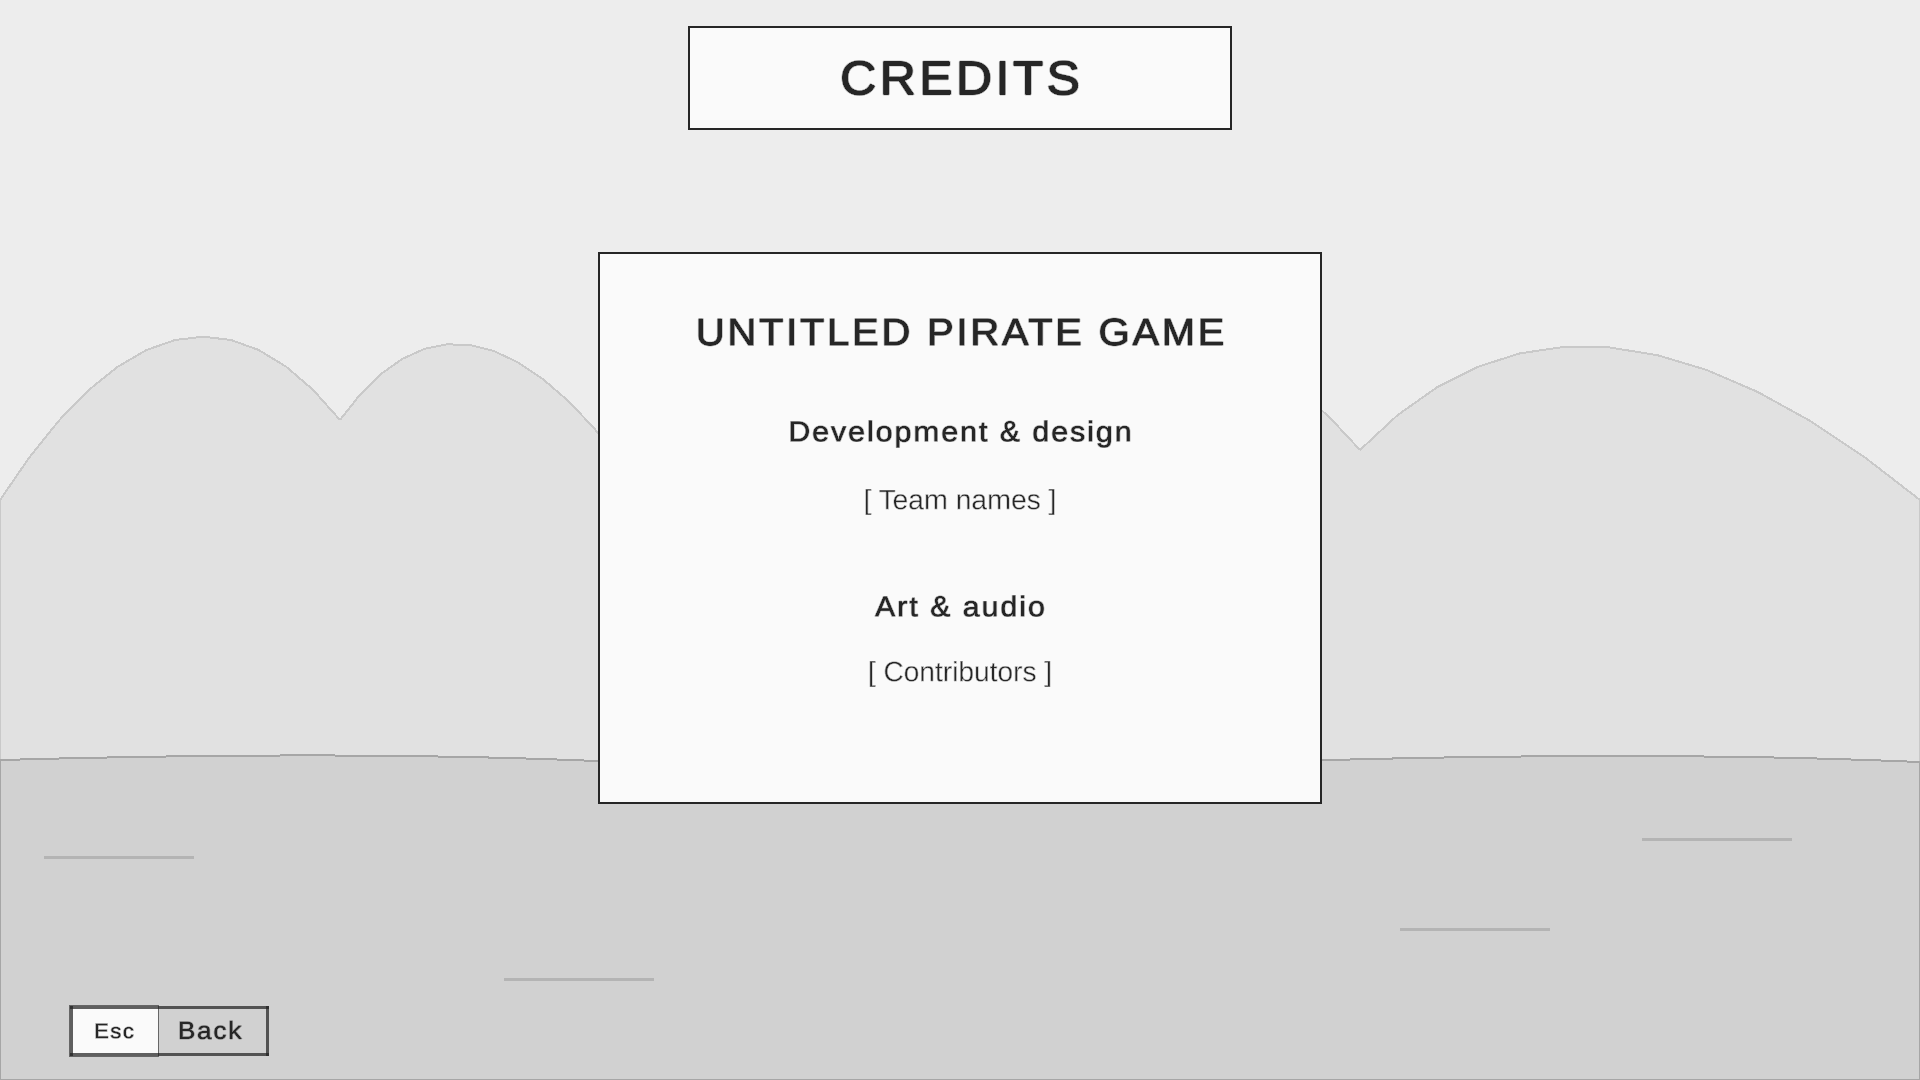 CREDITS
UNTITLED PIRATE GAME
Development & design
[ Team names ]
Art & audio
[ Contributors ]
Esc Back